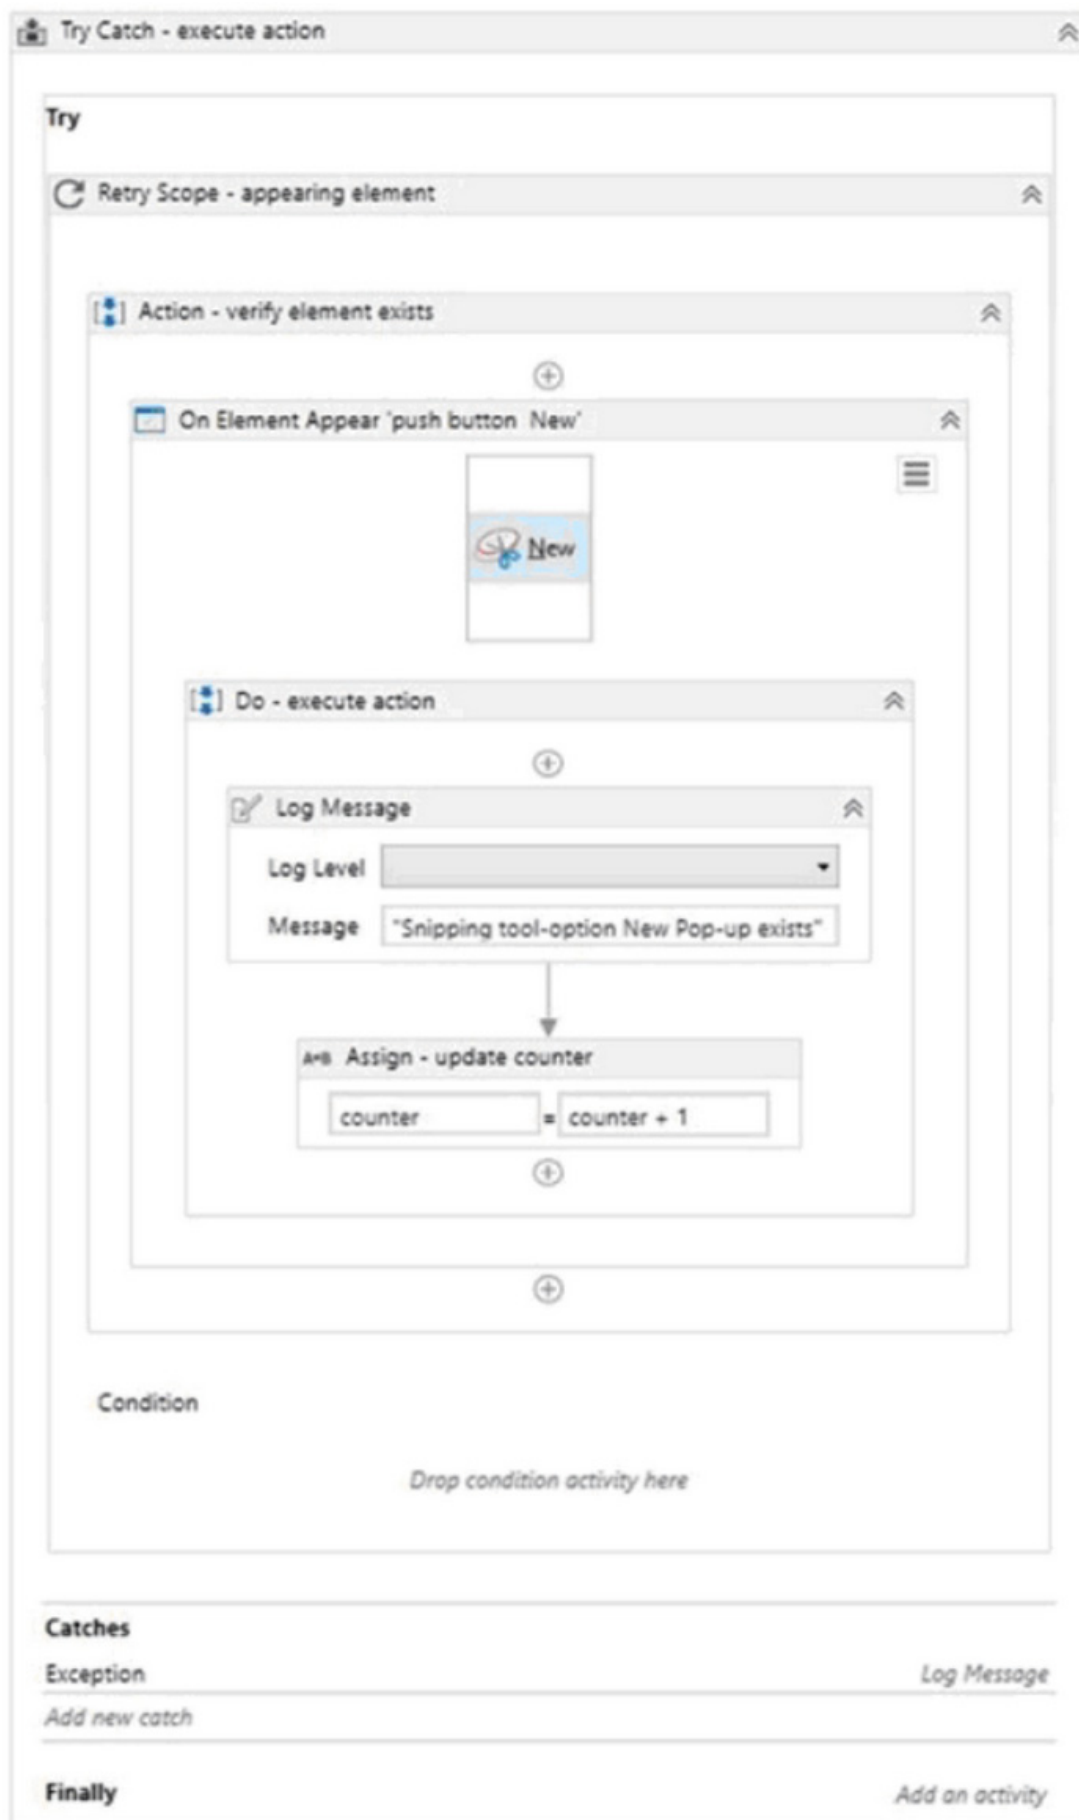 Try Catch - execute action
Try
Retry Scope - appearing element
Action - verify element exists
On Element Appear 'push button New'
New
Do - execute action
Log Message
Log Level
Message "Snipping tool-option New Pop-up exists"
A+B Assign - update counter
counter = counter + 1
Condition
Drop condition activity here
Catches
Exception Log Message
Add new catch
Finally Add an activity